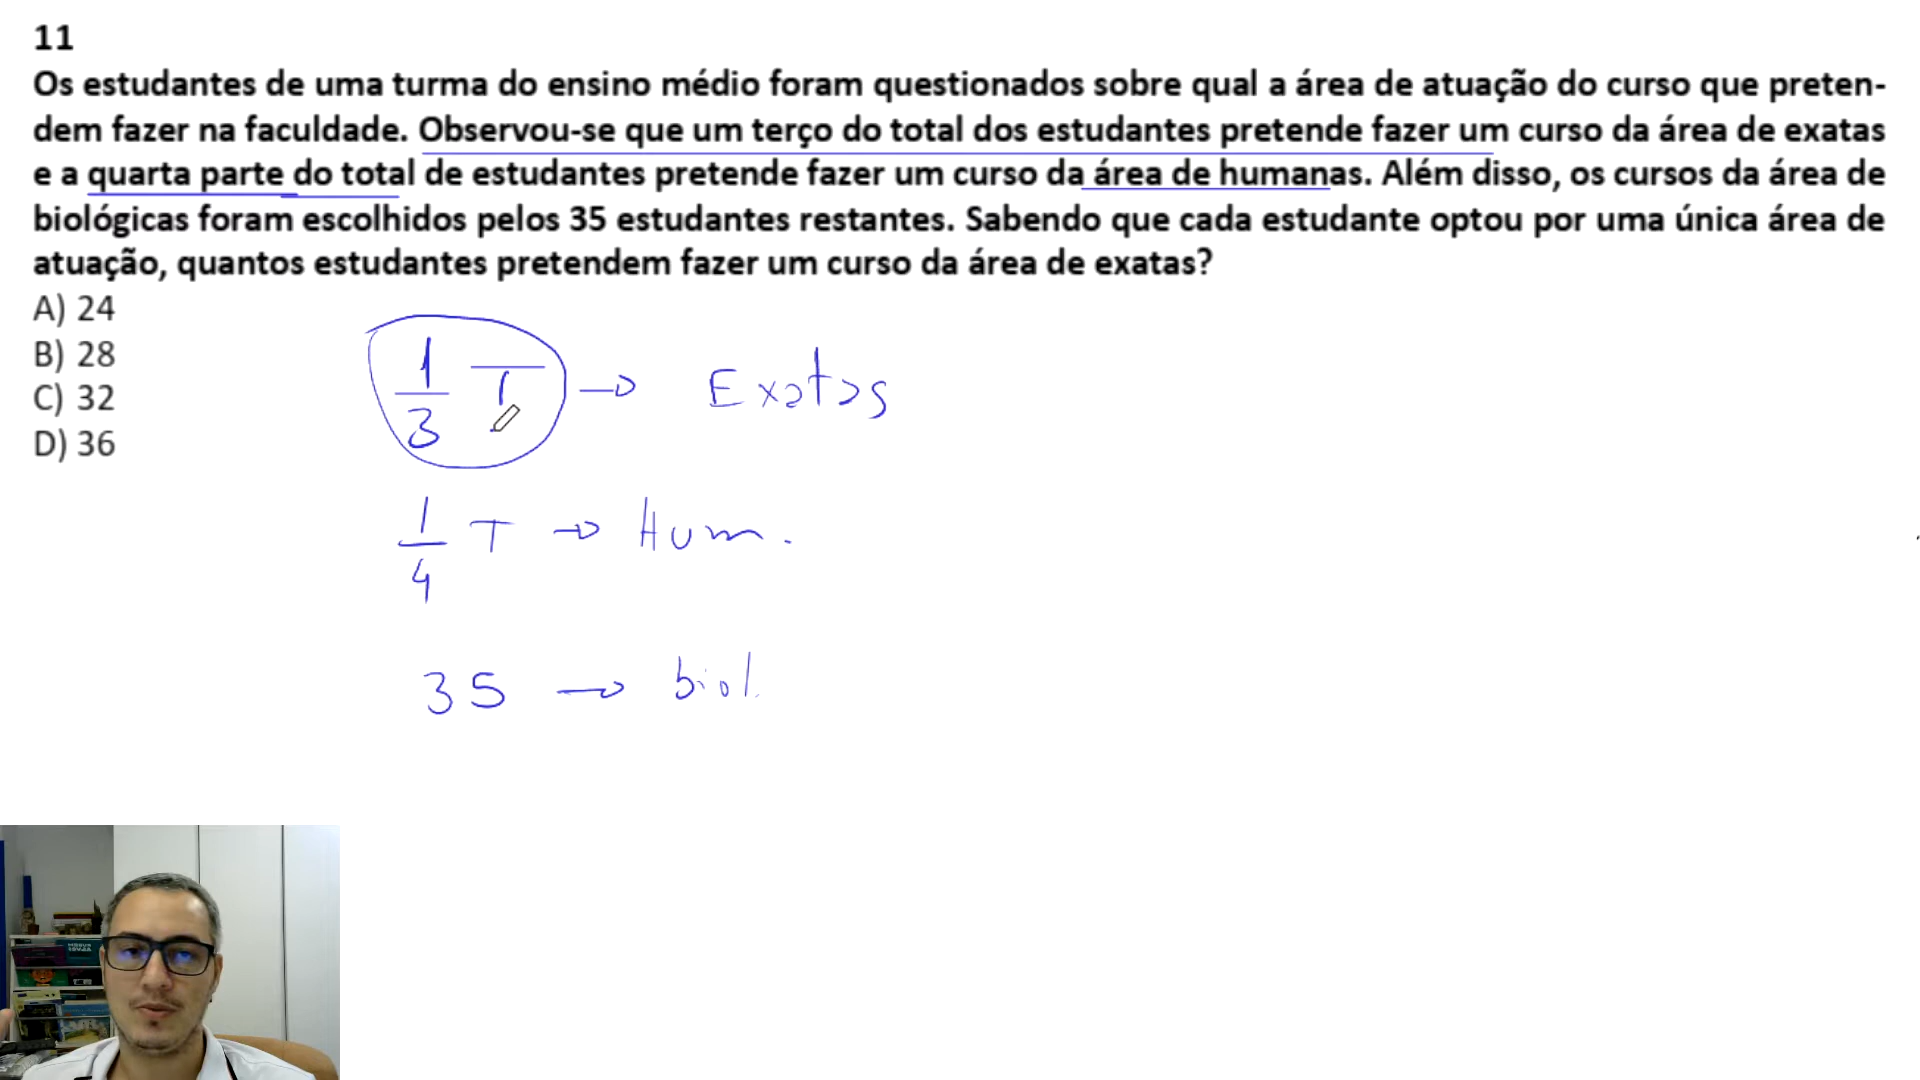 11
Os estudantes de uma turma do ensino médio foram questionados sobre qual a área de atuação do curso que preten-
dem fazer na faculdade. Observou-se que um terço do total dos estudantes pretende fazer um curso da área de exatas
e a quarta parte do total de estudantes pretende fazer um curso da área de humanas. Além disso, os cursos da área de
biológicas foram escolhidos pelos 35 estudantes restantes. Sabendo que cada estudante optou por uma única área de
atuação, quantos estudantes pretendem fazer um curso da área de exatas?
A) 24
B) 28
C) 32
D) 36
1/3 T → Exatas
1/4 T → Hum.
35 → biol.